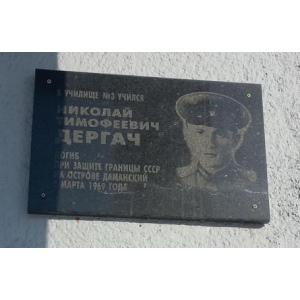 В УЧИЛИЩЕ №3 УЧИЛСЯ
НИКОЛАЙ
ТИМОФЕЕВИЧ
ДЕРГАЧ
ПОГИБ
ПРИ ЗАЩИТЕ ГРАНИЦЫ СССР
НА ОСТРОВЕ ДАМАНСКИЙ
МАРТА 1969 ГОДА